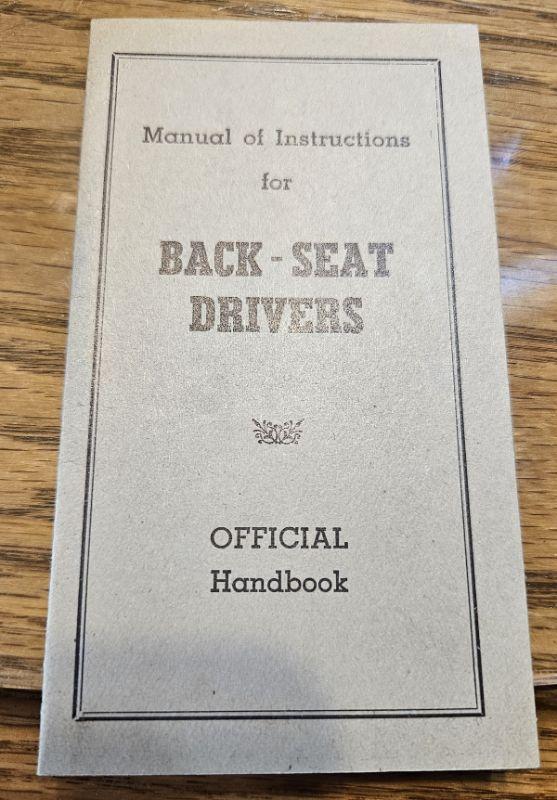 Manual of Instructions
for
BACK - SEAT
DRIVERS
OFFICIAL
Handbook